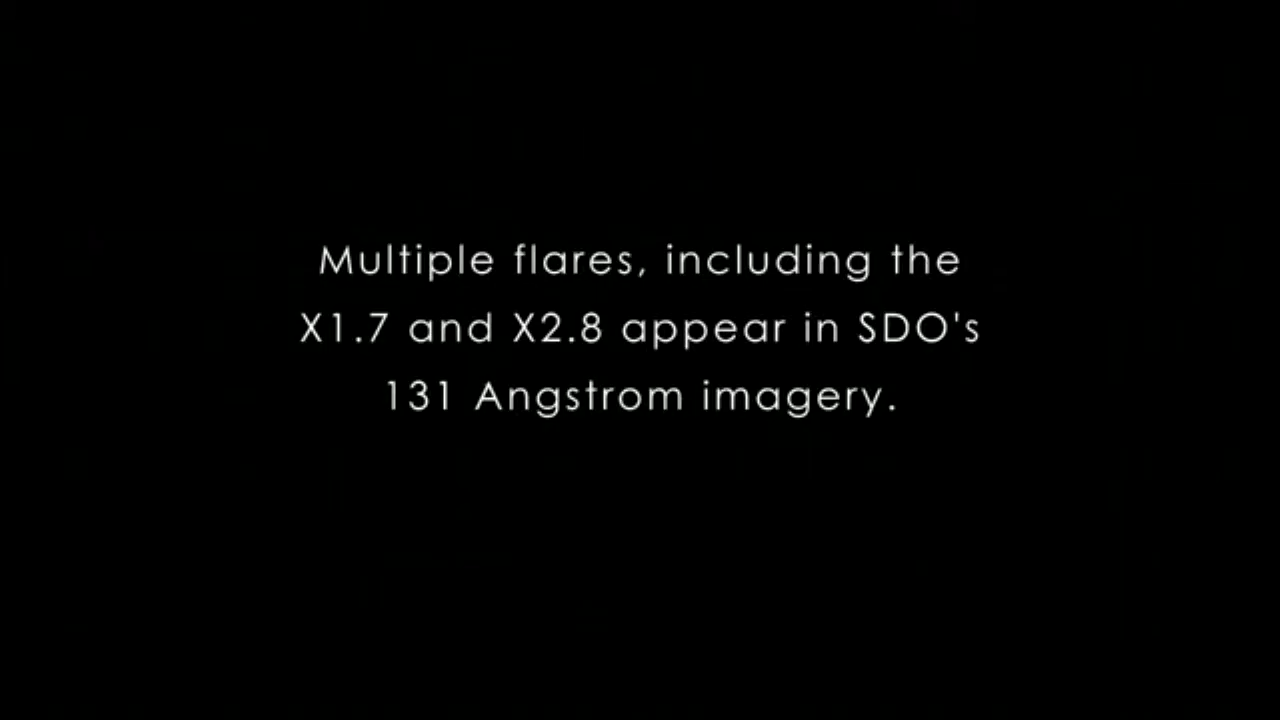 Multiple flares, including the
X1.7 and X2.8 appear in SDO's
131 Angstrom imagery.